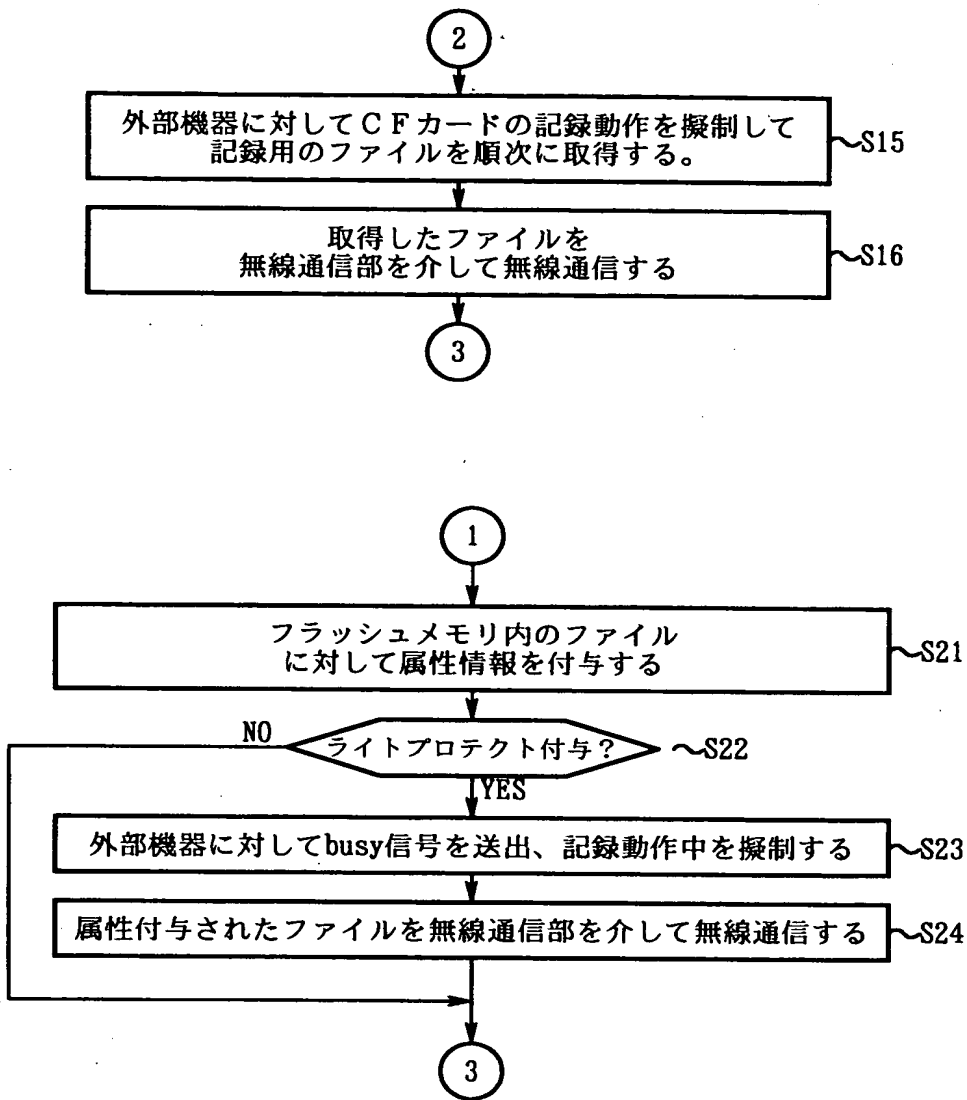 2
外部機器に対してCFカードの記録動作を擬制して
記録用のファイルを順次に取得する。
~S15
取得したファイルを
無線通信部を介して無線通信する
~S16
3
1
フラッシュメモリ内のファイル
に対して属性情報を付与する
~S21
NO
ライトプロテクト付与?
~S22
YES
外部機器に対してbusy信号を送出、記録動作中を擬制する
~S23
属性付与されたファイルを無線通信部を介して無線通信する
~S24
3